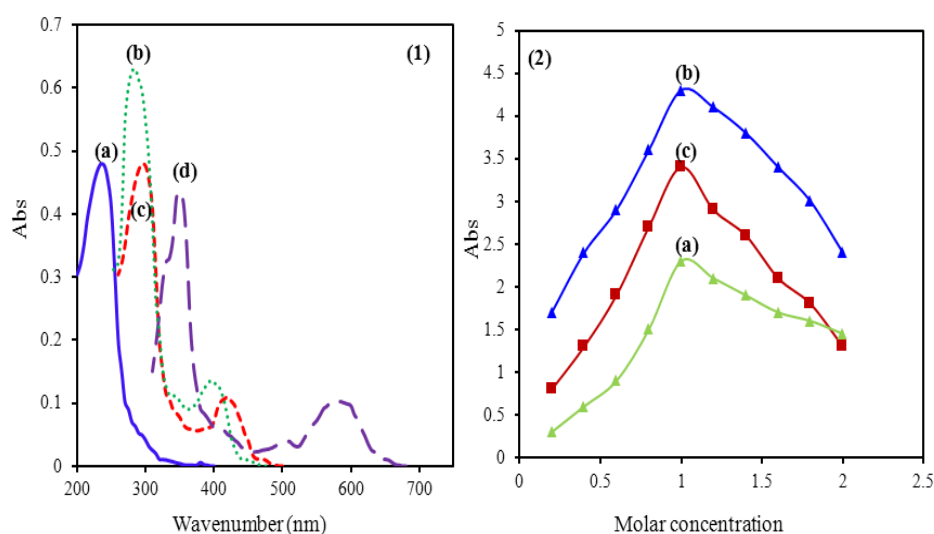 0.7
(b)
(1)
0.6
(a)
0.5
(d)
0.4
(c)
Abs
0.3
0.2
0.1
0
200 300 400 500 600 700
Wavenumber (nm)
5
(2)
4.5
(b)
4
3.5
(c)
3
2.5
(a)
Abs
2
1.5
1
0.5
0
0 0.5 1 1.5 2 2.5
Molar concentration